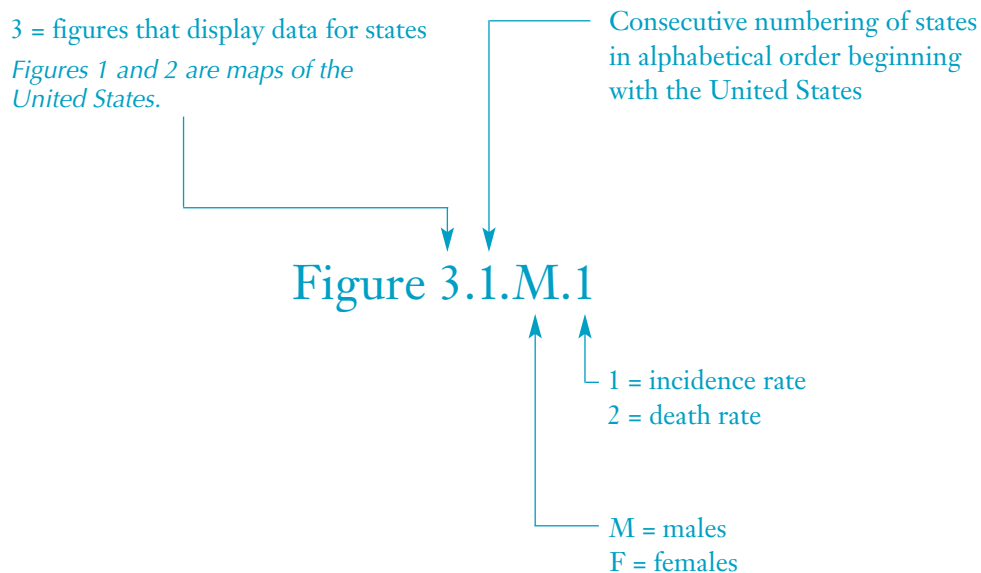 3 = figures that display data for states
Figures 1 and 2 are maps of the
United States.
Consecutive numbering of states
in alphabetical order beginning
with the United States
Figure 3.1.M.1
1 = incidence rate
2 = death rate
M = males
F = females